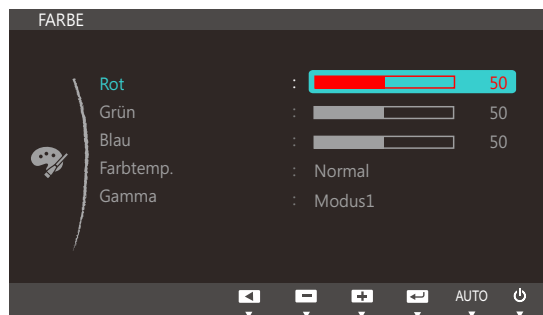 FARBE
Rot : 50
Grün : 50
Blau : 50
Farbtemp. : Normal
Gamma : Modus1
AUTO